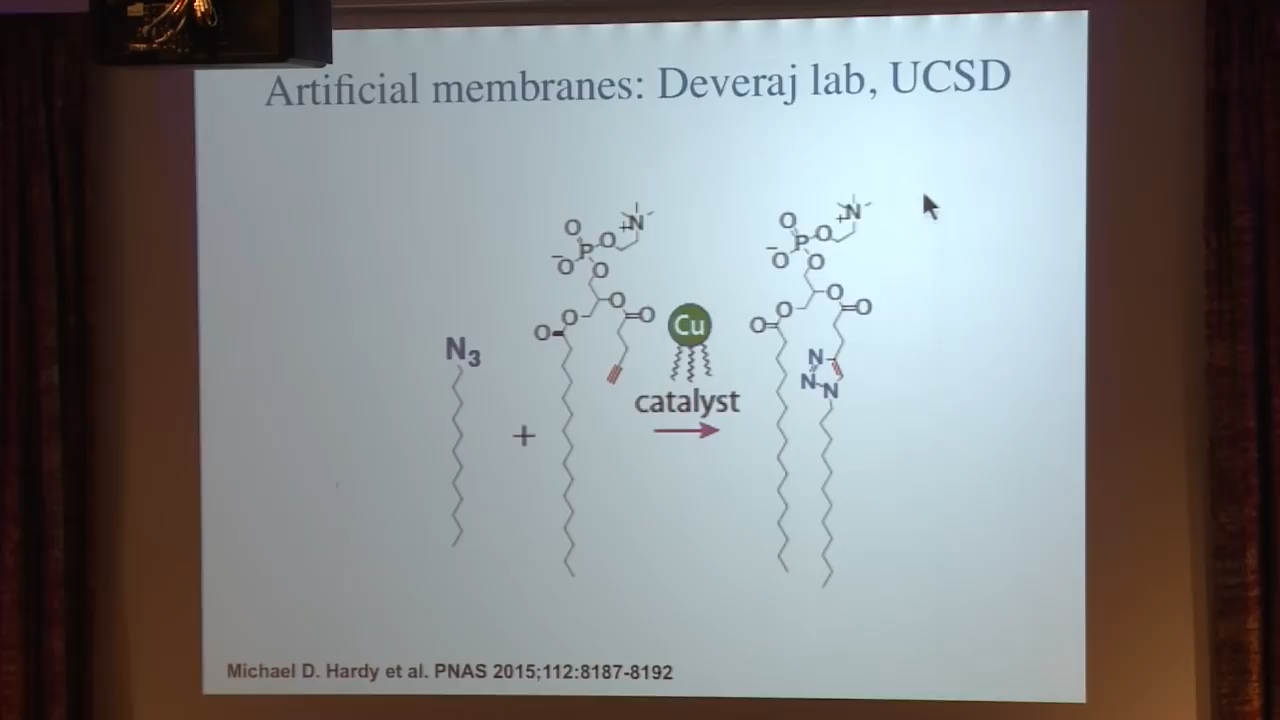 Artificial membranes: Deveraj lab, UCSD
N3
+
O
P
O
+N
-O
O
O
O
O
O
Cu
catalyst
O
P
O
+N
-O
O
O
O
O
O
N
N
N
Michael D. Hardy et al. PNAS 2015;112:8187-8192